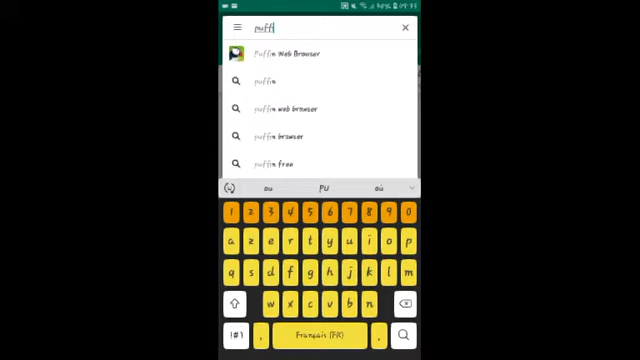 puff
Puffin Web Browser
puffin
puffin web browser
puffin browser
puffin free
ou PU où
1 2 3 4 5 6 7 8 9 0
a z e r t y u i o p
q s d f g h j k l m
w x c v b n
!#1 , Français (FR) .